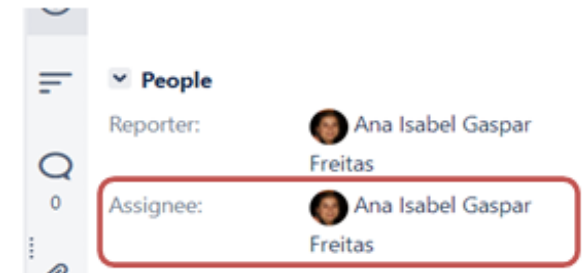 People
Reporter: Ana Isabel Gaspar
Freitas
0
Assignee: Ana Isabel Gaspar
Freitas